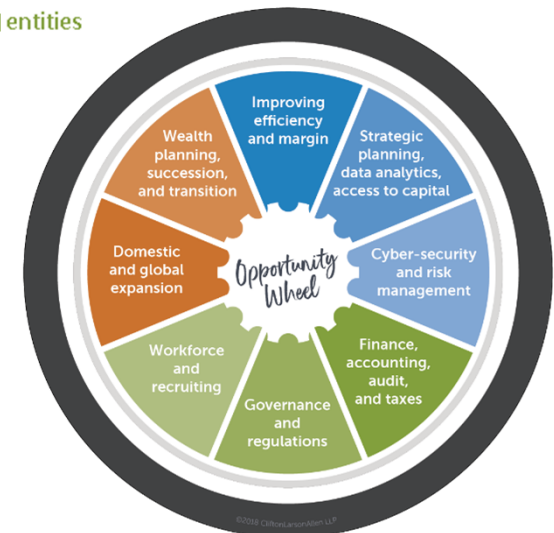 entities
Improving
efficiency
and margin
Strategic
planning,
data analytics,
access to capital
Cyber-security
and risk
management
Finance,
accounting,
audit,
and taxes
Governance
and
regulations
Workforce
and
recruiting
Domestic
and global
expansion
Wealth
planning,
succession,
and transition
Opportunity
Wheel
©2018 CliftonLarsonAllen LLP